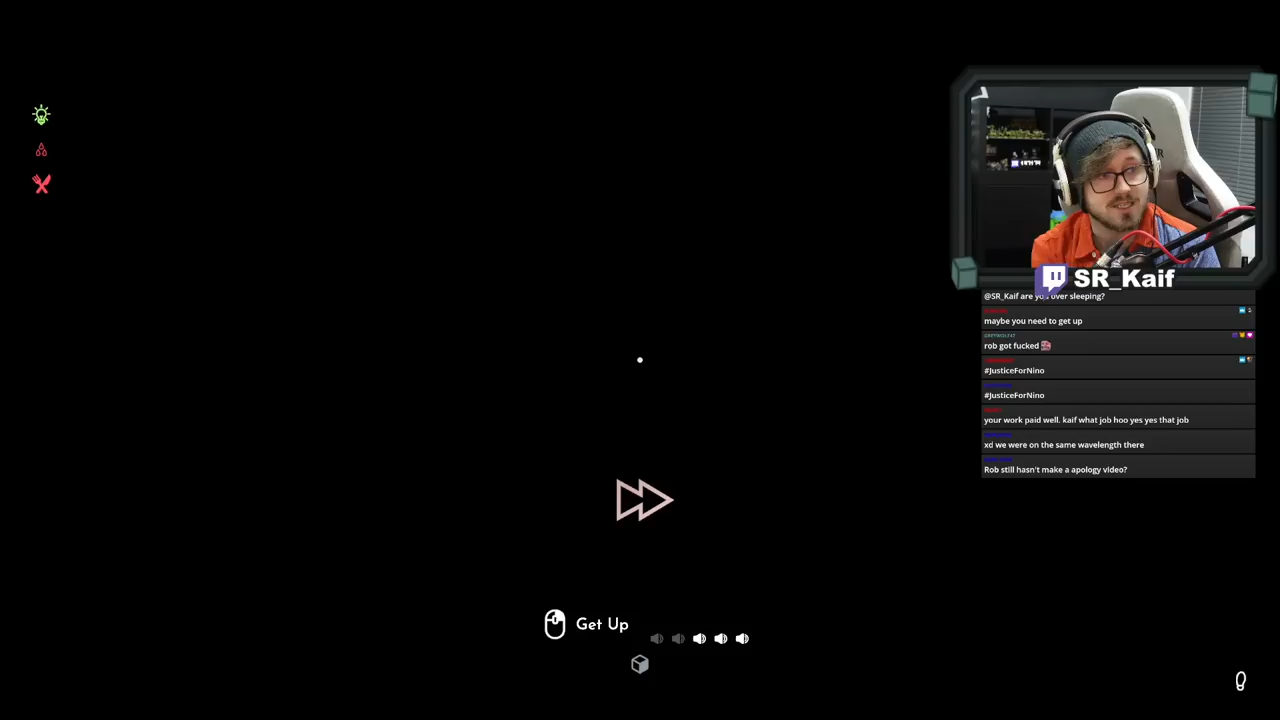 SR_Kaif
@SR_Kaif are you over sleeping?
maybe you need to get up
GREYWOLF47
rob got fucked
#JusticeForNino
#JusticeForNino
your work paid well. kaif what job hoo yes yes that job
xd we were on the same wavelength there
Rob still hasn't make a apology video?
Get Up